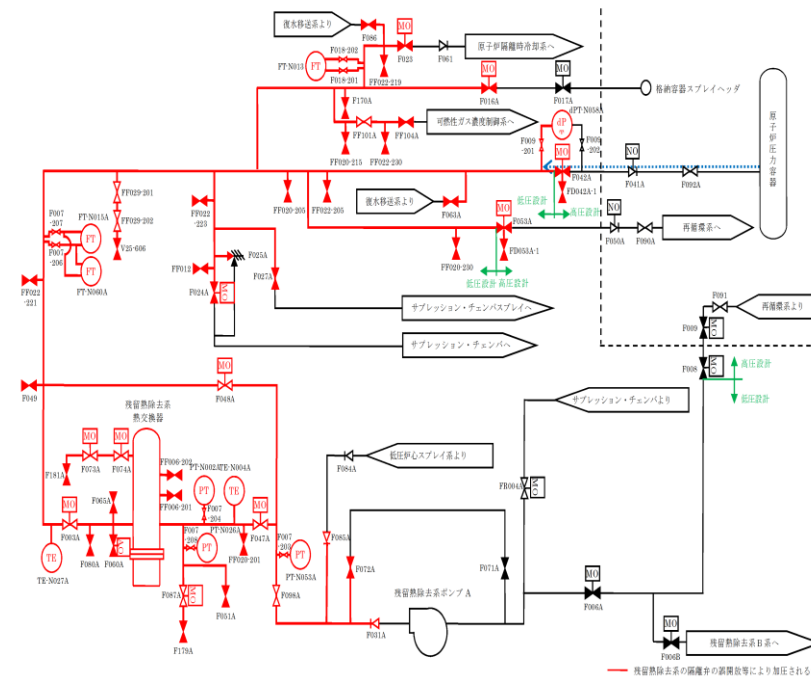 復水移送系より
F086
MO
F023
F061
原子炉隔離時冷却系へ
F018-202
FT-N013
FT
F018-201
FF022-219
MO
F016A
MO
F017A
格納容器スプレイヘッダ
F170A
FF101A
FF104A
可燃性ガス濃度制御系へ
FF020-215
FF022-230
dPT-N058A
dP
F009
-201
F009
-202
MO
F042A
FD042A-1
NO
F041A
F092A
原子炉圧力容器
FF029-201
FF029-202
V25-606
F007
-207
F007
-206
FT-N015A
FT
FT
FT-N060A
FF022
-223
FF020-205
FF022-205
復水移送系より
F063A
低圧設計
高圧設計
MO
F053A
FF020-230
FD053A-1
低圧設計 高圧設計
NO
F050A
F090A
再循環系へ
FF012
F025A
F024A
MO
F027A
FF022
-221
サプレッション・チェンバスプレイへ
サプレッション・チェンバへ
F091
再循環系より
F009
MO
F008
MO
高圧設計
低圧設計
F049
MO
F048A
残留熱除去系
熱交換器
サプレッション・チェンバより
低圧炉心スプレイ系より
F084A
MO
F073A
MO
F074A
F181A
FF006-202
FF006-201
PT-N002A
PT
TE-N004A
TE
F007
-204
F065A
MO
F003A
F080A
MO
F060A
TE
TE-N027A
F007
-208
PT-N026A
PT
FF020-201
MO
F047A
F007
-203
PT
PT-N053A
F098A
F085A
F072A
F071A
FR004A
MO
F087A
MO
F051A
F179A
F031A
残留熱除去系ポンプ A
MO
F006A
MO
F006B
残留熱除去系B系へ
残留熱除去系の隔離弁の誤開放等により加圧される